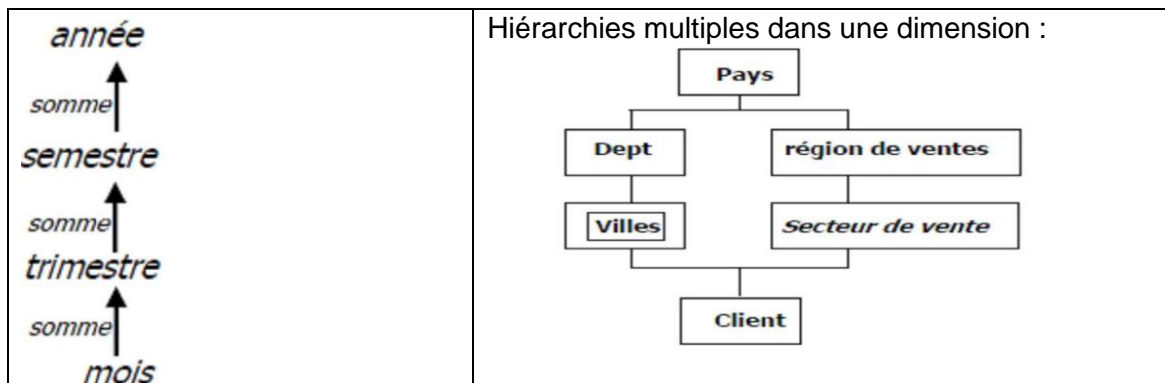 année
somme
semestre
somme
trimestre
somme
mois
Hiérarchies multiples dans une dimension :
Pays
Dept
région de ventes
Villes
Secteur de vente
Client